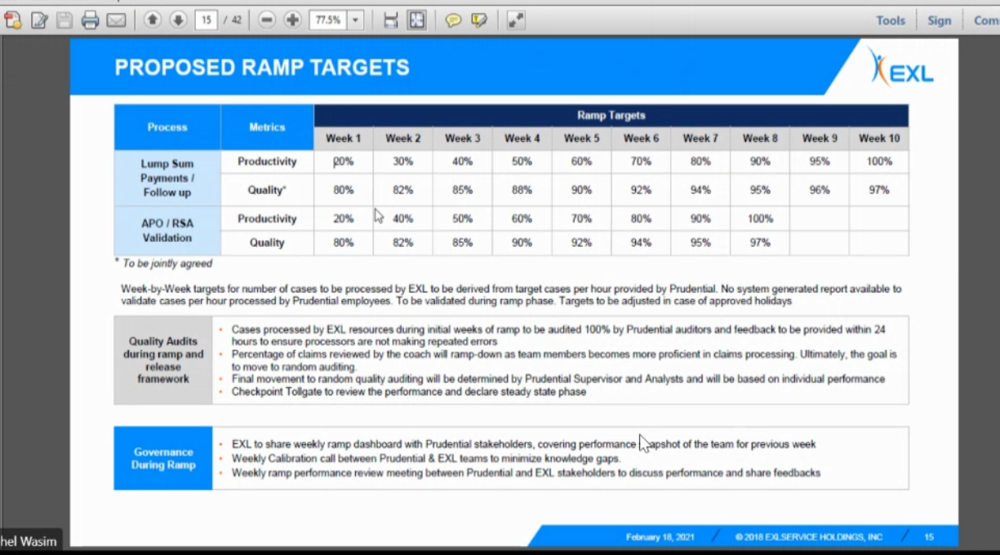 15 / 42
77.5%
Tools
Sign
PROPOSED RAMP TARGETS
EXL
Process
Metrics
Ramp Targets
Week 1 Week 2 Week 3 Week 4 Week 5 Week 6 Week 7 Week 8 Week 9 Week 10
Lump Sum
Payments /
Follow up
Productivity 20% 30% 40% 50% 60% 70% 80% 90% 95% 100%
Quality* 80% 82% 85% 88% 90% 92% 94% 95% 96% 97%
APO / RSA
Validation
Productivity 20% 40% 50% 60% 70% 80% 90% 100%
Quality 80% 82% 85% 90% 92% 94% 95% 97%
* To be jointly agreed
Week-by-Week targets for number of cases to be processed by EXL to be derived from target cases per hour provided by Prudential. No system generated report available to
validate cases per hour processed by Prudential employees. To be validated during ramp phase. Targets to be adjusted in case of approved holidays
Quality Audits
during ramp and
release
framework
• Cases processed by EXL resources during initial weeks of ramp to be audited 100% by Prudential auditors and feedback to be provided within 24
hours to ensure processors are not making repeated errors
• Percentage of claims reviewed by the coach will ramp-down as team members becomes more proficient in claims processing. Ultimately, the goal is
to move to random auditing.
• Final movement to random quality auditing will be determined by Prudential Supervisor and Analysts and will be based on individual performance
• Checkpoint Tollgate to review the performance and declare steady state phase
Governance
During Ramp
• EXL to share weekly ramp dashboard with Prudential stakeholders, covering performance snapshot of the team for previous week
• Weekly Calibration call between Prudential & EXL teams to minimize knowledge gaps.
• Weekly ramp performance review meeting between Prudential and EXL stakeholders to discuss performance and share feedbacks
hel Wasim
February 18, 2021 / © 2018 EXLSERVICE HOLDINGS, INC / 15